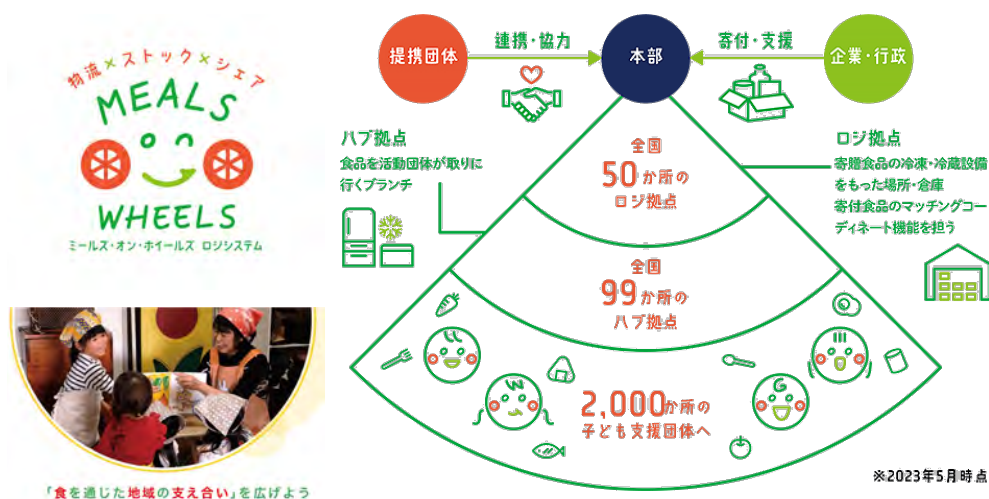 物流×ストック×シェア
MEALS
WHEELS
ミールズ・オン・ホイールズ ロジシステム
「食を通じた地域の支え合い」を広げよう
提携団体
連携・協力
本部
寄付・支援
企業・行政
ハブ拠点
食品を活動団体が取りに
行くブランチ
ロジ拠点
寄贈食品の冷凍・冷蔵設備
をもった場所・倉庫
寄付食品のマッチングコー
ディネート機能を担う
全国
50か所の
ロジ拠点
全国
99か所の
ハブ拠点
2,000か所の
子ども支援団体へ
※2023年5月時点